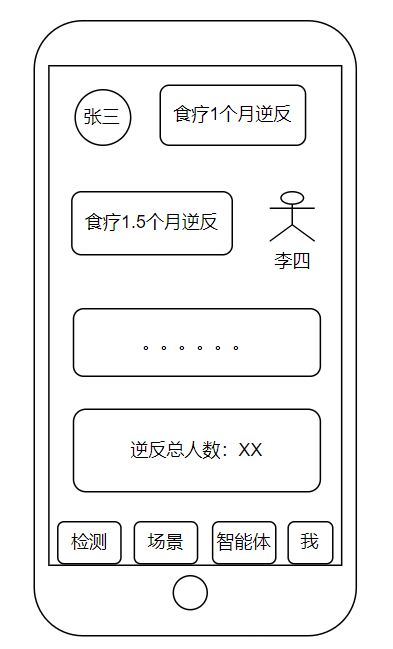 张三
食疗1个月逆反
食疗1.5个月逆反
李四
。。。。。。
逆反总人数：XX
检测
场景
智能体
我